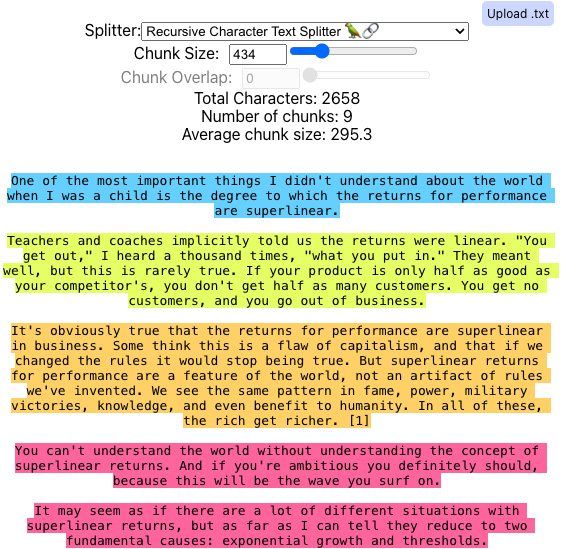 Upload .txt
Splitter: Recursive Character Text Splitter 🦜🔗
Chunk Size: 434
Chunk Overlap: 0
Total Characters: 2658
Number of chunks: 9
Average chunk size: 295.3
One of the most important things I didn't understand about the world
when I was a child is the degree to which the returns for performance
are superlinear.
Teachers and coaches implicitly told us the returns were linear. "You
get out," I heard a thousand times, "what you put in." They meant
well, but this is rarely true. If your product is only half as good as
your competitor's, you don't get half as many customers. You get no
customers, and you go out of business.
It's obviously true that the returns for performance are superlinear
in business. Some think this is a flaw of capitalism, and that if we
changed the rules it would stop being true. But superlinear returns
for performance are a feature of the world, not an artifact of rules
we've invented. We see the same pattern in fame, power, military
victories, knowledge, and even benefit to humanity. In all of these,
the rich get richer. [1]
You can't understand the world without understanding the concept of
superlinear returns. And if you're ambitious you definitely should,
because this will be the wave you surf on.
It may seem as if there are a lot of different situations with
superlinear returns, but as far as I can tell they reduce to two
fundamental causes: exponential growth and thresholds.